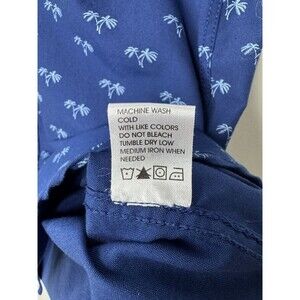 MACHINE WASH
COLD
WITH LIKE COLORS
DO NOT BLEACH
TUMBLE DRY LOW
MEDIUM IRON WHEN
NEEDED